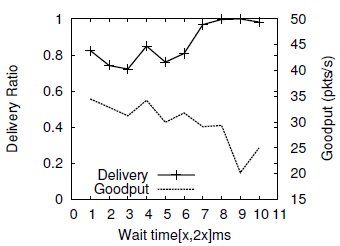 1
0.8
0.6
0.4
0.2
0
50
45
40
35
30
25
20
15
0 1 2 3 4 5 6 7 8 9 10 11
Delivery Ratio
Goodput (pkts/s)
Delivery
Goodput
Wait time[x,2x]ms